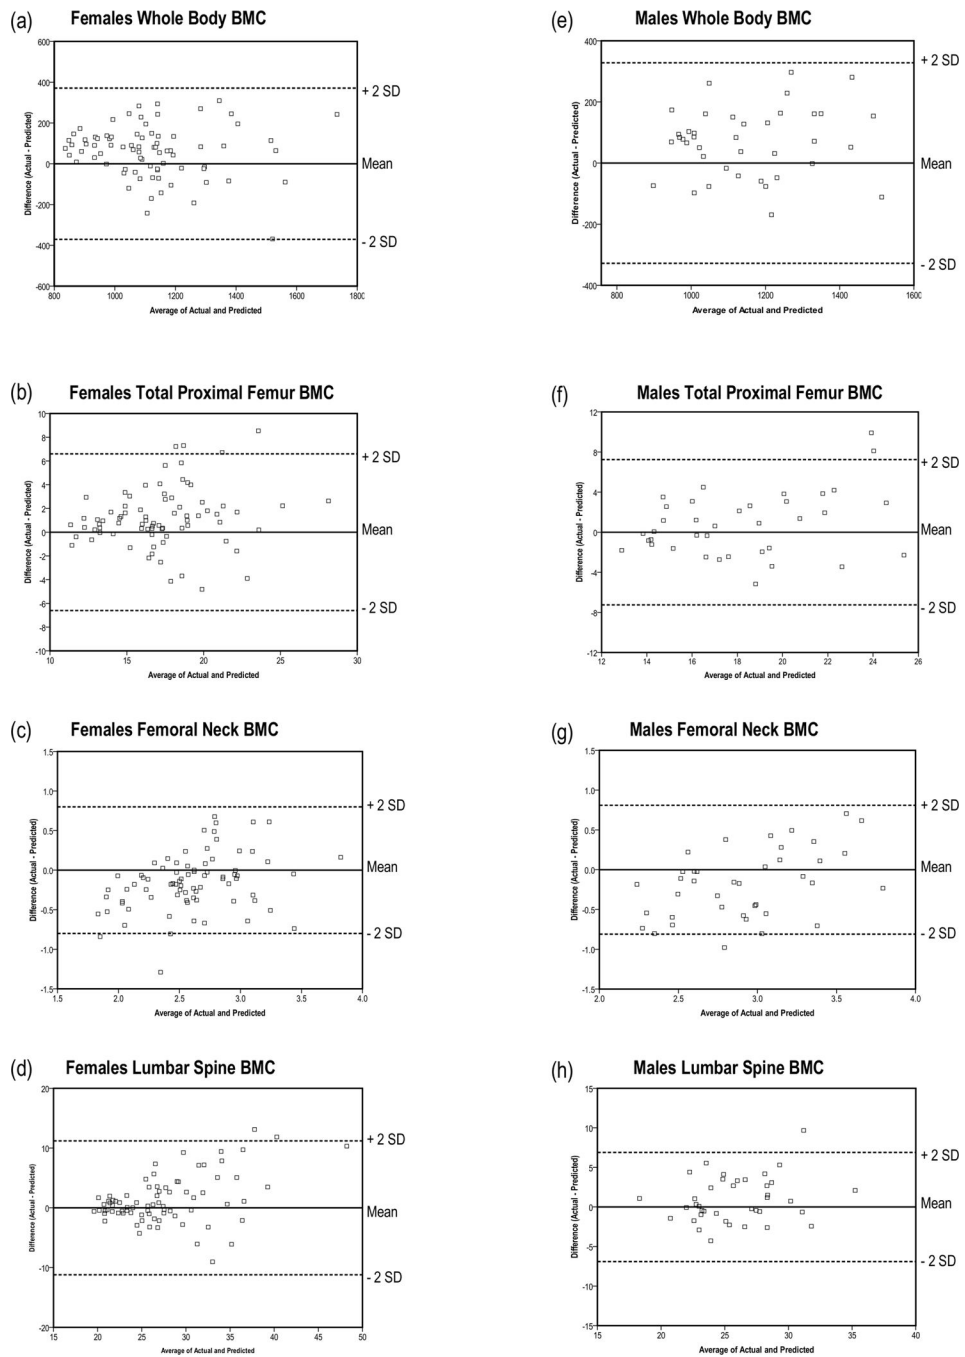 (a) Females Whole Body BMC
Difference (Actual - Predicted)
600
400
200
0
-200
-400
-600
800 1000 1200 1400 1600 1800
Average of Actual and Predicted
+ 2 SD
Mean
- 2 SD
(e) Males Whole Body BMC
Difference (Actual - Predicted)
400
200
0
-200
-400
800 1000 1200 1400 1600
Average of Actual and Predicted
+ 2 SD
Mean
- 2 SD
(b) Females Total Proximal Femur BMC
Difference (Actual - Predicted)
10
8
6
4
2
0
-2
-4
-6
-8
-10
10 15 20 25 30
Average of Actual and Predicted
+ 2 SD
Mean
- 2 SD
(f) Males Total Proximal Femur BMC
Difference (Actual - Predicted)
12
8
4
0
-4
-8
-12
12 14 16 18 20 22 24 26
Average of Actual and Predicted
+ 2 SD
Mean
- 2 SD
(c) Females Femoral Neck BMC
Difference (Actual - Predicted)
1.5
1.0
0.5
0.0
-0.5
-1.0
-1.5
1.5 2.0 2.5 3.0 3.5 4.0
Average of Actual and Predicted
+ 2 SD
Mean
- 2 SD
(g) Males Femoral Neck BMC
Difference (Actual - Predicted)
1.5
1.0
0.5
0.0
-0.5
-1.0
-1.5
2.0 2.5 3.0 3.5 4.0
Average of Actual and Predicted
+ 2 SD
Mean
- 2 SD
(d) Females Lumbar Spine BMC
Difference (Actual - Predicted)
20
10
0
-10
-20
15 20 25 30 35 40 45 50
Average of Actual and Predicted
+ 2 SD
Mean
- 2 SD
(h) Males Lumbar Spine BMC
Difference (Actual - Predicted)
15
10
5
0
-5
-10
-15
15 20 25 30 35 40
Average of Actual and Predicted
+ 2 SD
Mean
- 2 SD